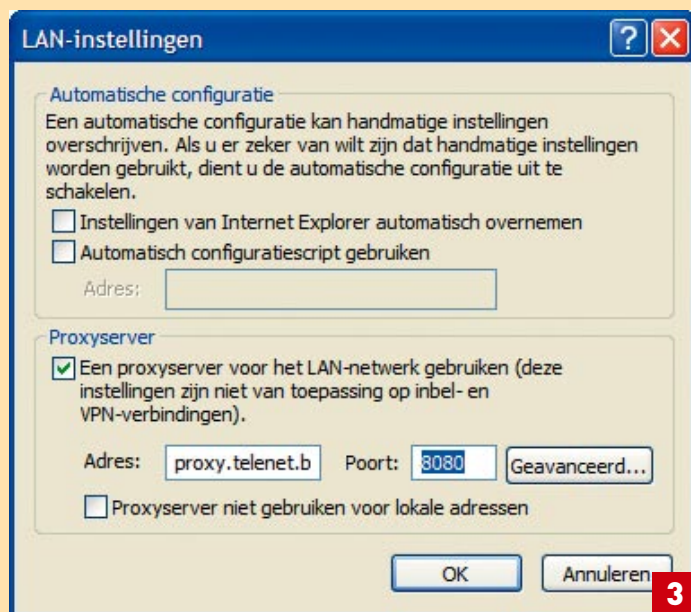 LAN-instellingen
Automatische configuratie
Een automatische configuratie kan handmatige instellingen
overschrijven. Als u er zeker van wilt zijn dat handmatige instellingen
worden gebruikt, dient u de automatische configuratie uit te
schakelen.
Instellingen van Internet Explorer automatisch overnemen
Automatisch configuratiescript gebruiken
Adres:
Proxyserver
Een proxyserver voor het LAN-netwerk gebruiken (deze
instellingen zijn niet van toepassing op inbel- en
VPN-verbindingen).
Adres: proxy.telenet.b Poort: 8080 Geavanceerd...
Proxyserver niet gebruiken voor lokale adressen
OK Annuleren
3